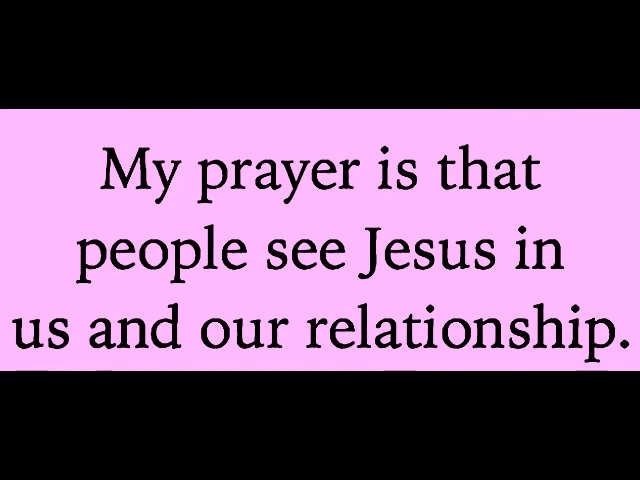 My prayer is that
people see Jesus in
us and our relationship.